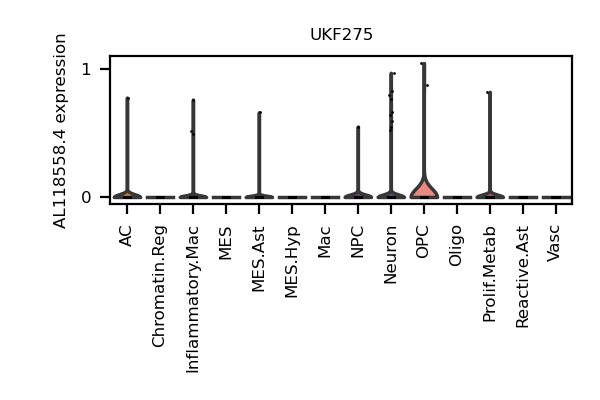 UKF275
AL118558.4 expression
1
0
AC
Chromatin.Reg
Inflammatory.Mac
MES
MES.Ast
MES.Hyp
Mac
NPC
Neuron
OPC
Oligo
Prolif.Metab
Reactive.Ast
Vasc